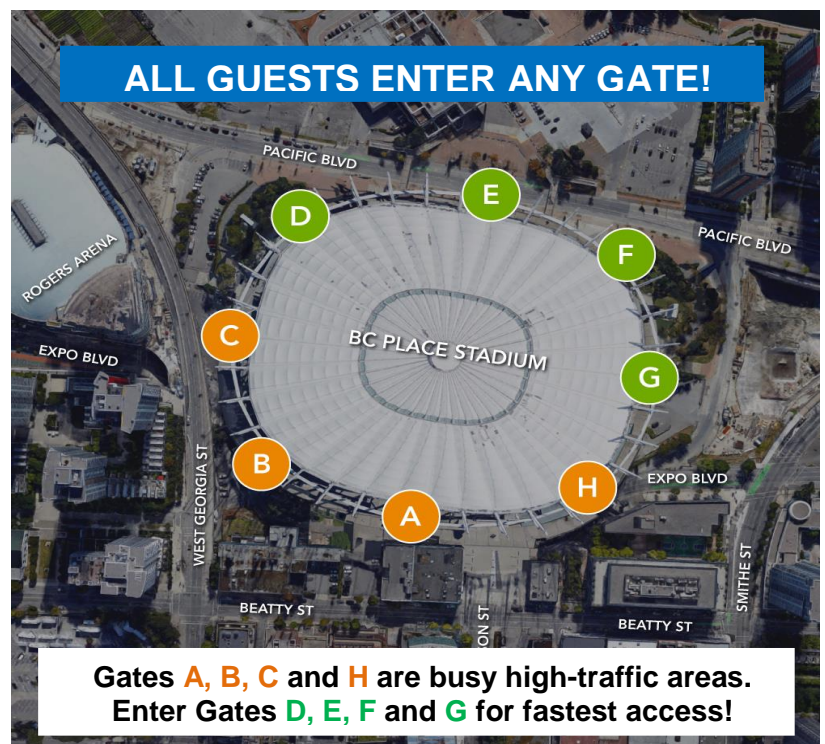 ALL GUESTS ENTER ANY GATE!
PACIFIC BLVD
E
D
PACIFIC BLVD
F
ROGERS ARENA
C
BC PLACE STADIUM
EXPO BLVD
G
B
WEST GEORGIA ST
H
EXPO BLVD
A
SMITHE ST
BEATTY ST
ON ST
BEATTY ST
Gates A, B, C and H are busy high-traffic areas.
Enter Gates D, E, F and G for fastest access!